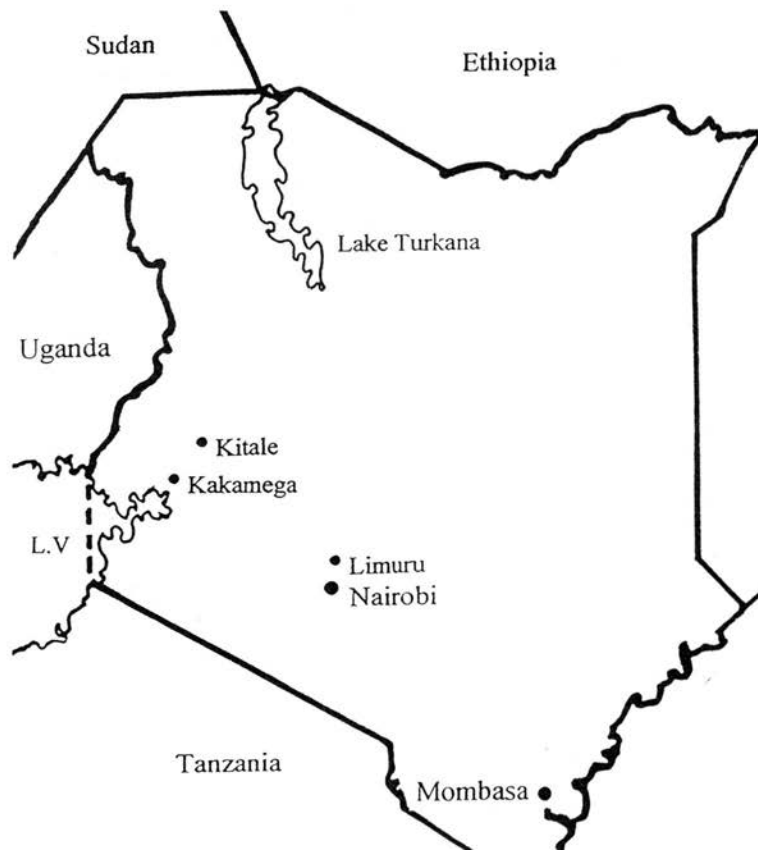 Sudan
Ethiopia
Lake Turkana
Uganda
Kitale
Kakamega
L.V
Limuru
Nairobi
Tanzania
Mombasa